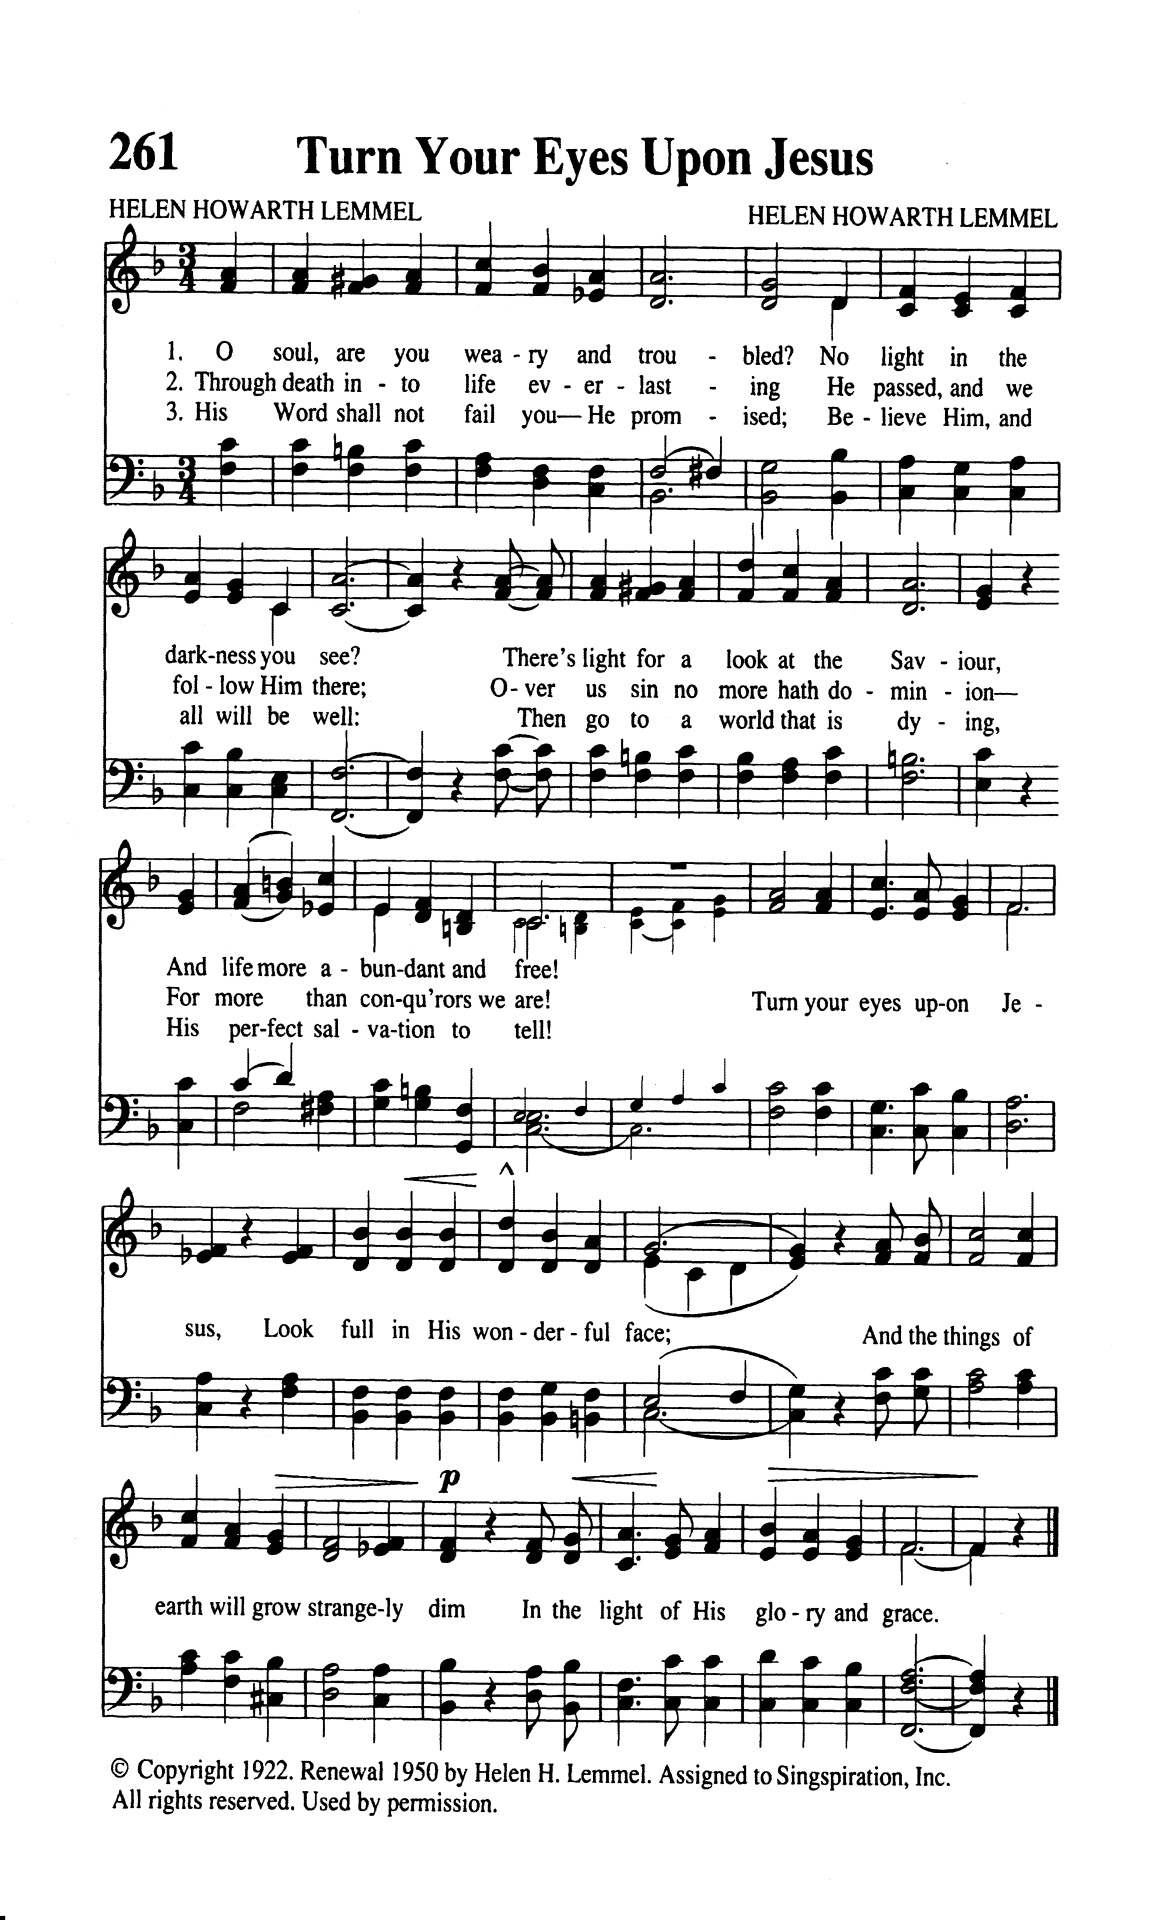 261 Turn Your Eyes Upon Jesus
HELEN HOWARTH LEMMEL HELEN HOWARTH LEMMEL
1. O soul, are you wea - ry and trou - bled? No light in the
2. Through death in - to life ev - er - last - ing He passed, and we
3. His Word shall not fail you— He prom - ised; Be - lieve Him, and
dark-ness you see? There's light for a look at the Sav - iour,
fol - low Him there; O - ver us sin no more hath do - min - ion—
all will be well: Then go to a world that is dy - ing,
And life more a - bun-dant and free!
For more than con-qu'rors we are! Turn your eyes up-on Je -
His per-fect sal - va-tion to tell!
sus, Look full in His won - der - ful face; And the things of
p
earth will grow strange-ly dim In the light of His glo - ry and grace.
© Copyright 1922. Renewal 1950 by Helen H. Lemmel. Assigned to Singspiration, Inc.
All rights reserved. Used by permission.